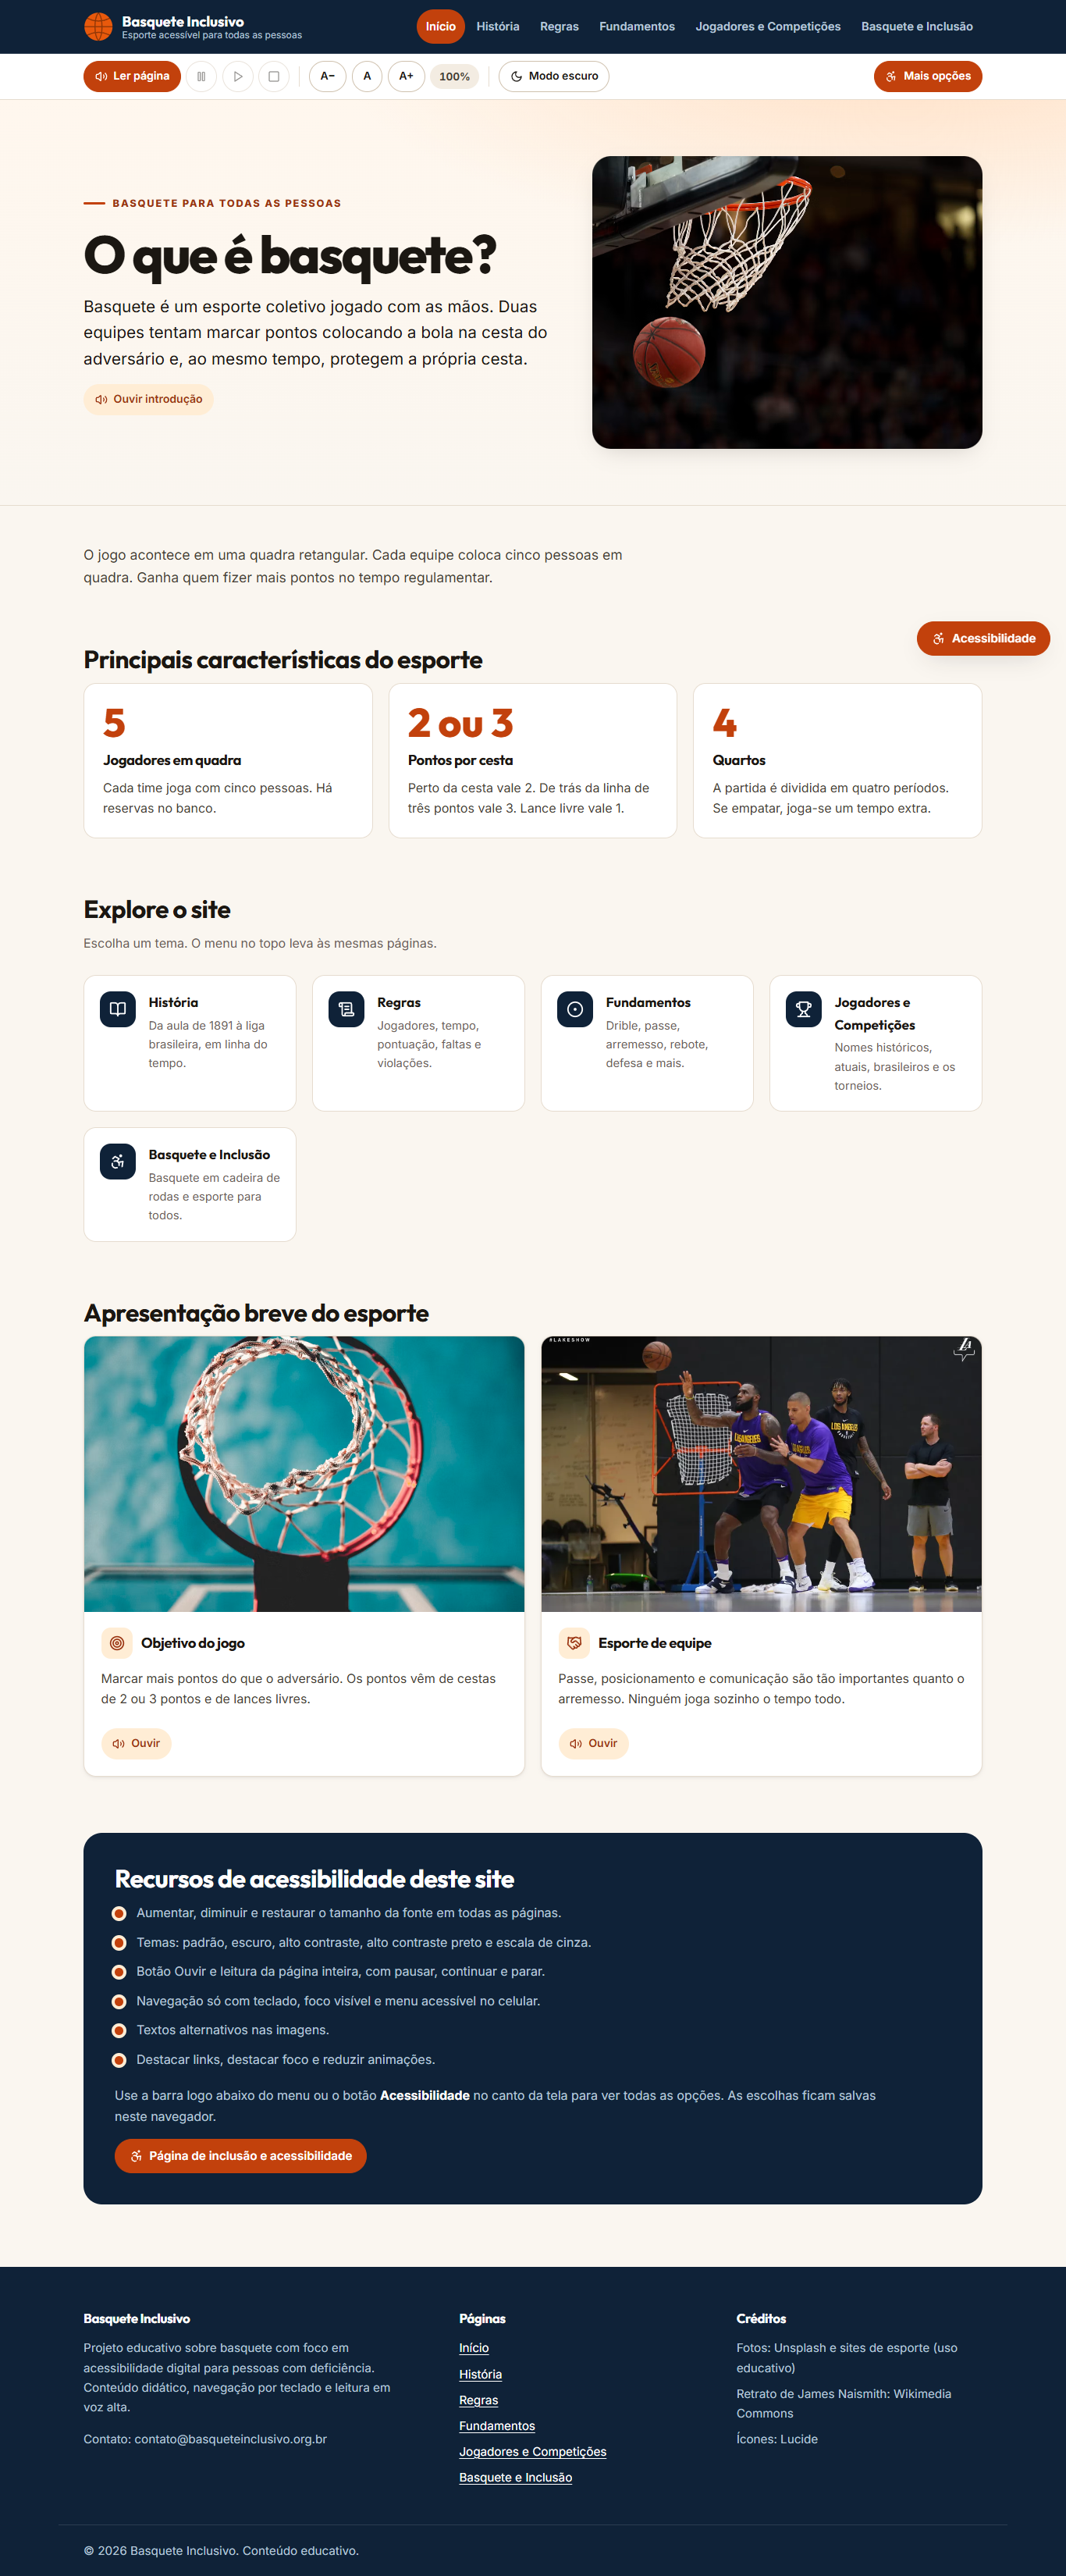 Basquete Inclusivo
Esporte acessível para todas as pessoas
Início
História
Regras
Fundamentos
Jogadores e Competições
Basquete e Inclusão
Ler página
A−
A
A+
100%
Modo escuro
Mais opções
BASQUETE PARA TODAS AS PESSOAS
O que é basquete?
Basquete é um esporte coletivo jogado com as mãos. Duas
equipes tentam marcar pontos colocando a bola na cesta do
adversário e, ao mesmo tempo, protegem a própria cesta.
Ouvir introdução
O jogo acontece em uma quadra retangular. Cada equipe coloca cinco pessoas em
quadra. Ganha quem fizer mais pontos no tempo regulamentar.
Acessibilidade
Principais características do esporte
5
Jogadores em quadra
Cada time joga com cinco pessoas. Há
reservas no banco.
2 ou 3
Pontos por cesta
Perto da cesta vale 2. De trás da linha de
três pontos vale 3. Lance livre vale 1.
4
Quartos
A partida é dividida em quatro períodos.
Se empatar, joga-se um tempo extra.
Explore o site
Escolha um tema. O menu no topo leva às mesmas páginas.
História
Da aula de 1891 à liga
brasileira, em linha do
tempo.
Regras
Jogadores, tempo,
pontuação, faltas e
violações.
Fundamentos
Drible, passe,
arremesso, rebote,
defesa e mais.
Jogadores e
Competições
Nomes históricos,
atuais, brasileiros e os
torneios.
Basquete e Inclusão
Basquete em cadeira de
rodas e esporte para
todos.
Apresentação breve do esporte
#LAKESHOW
LA
LOS ANGELES
LOS ANGELES
LOS ANGELES
Objetivo do jogo
Marcar mais pontos do que o adversário. Os pontos vêm de cestas
de 2 ou 3 pontos e de lances livres.
Ouvir
Esporte de equipe
Passe, posicionamento e comunicação são tão importantes quanto o
arremesso. Ninguém joga sozinho o tempo todo.
Ouvir
Recursos de acessibilidade deste site
Aumentar, diminuir e restaurar o tamanho da fonte em todas as páginas.
Temas: padrão, escuro, alto contraste, alto contraste preto e escala de cinza.
Botão Ouvir e leitura da página inteira, com pausar, continuar e parar.
Navegação só com teclado, foco visível e menu acessível no celular.
Textos alternativos nas imagens.
Destacar links, destacar foco e reduzir animações.
Use a barra logo abaixo do menu ou o botão Acessibilidade no canto da tela para ver todas as opções. As escolhas ficam salvas
neste navegador.
Página de inclusão e acessibilidade
Basquete Inclusivo
Projeto educativo sobre basquete com foco em
acessibilidade digital para pessoas com deficiência.
Conteúdo didático, navegação por teclado e leitura em
voz alta.
Contato: contato@basqueteinclusivo.org.br
Páginas
Início
História
Regras
Fundamentos
Jogadores e Competições
Basquete e Inclusão
Créditos
Fotos: Unsplash e sites de esporte (uso
educativo)
Retrato de James Naismith: Wikimedia
Commons
Ícones: Lucide
© 2026 Basquete Inclusivo. Conteúdo educativo.